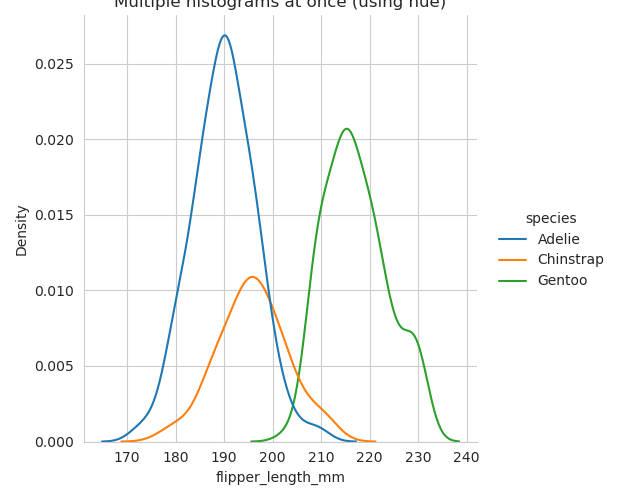 Multiple histograms at once (using hue)
0.025
0.020
0.015
0.010
0.005
0.000
Density
170 180 190 200 210 220 230 240
flipper_length_mm
species
Adelie
Chinstrap
Gentoo